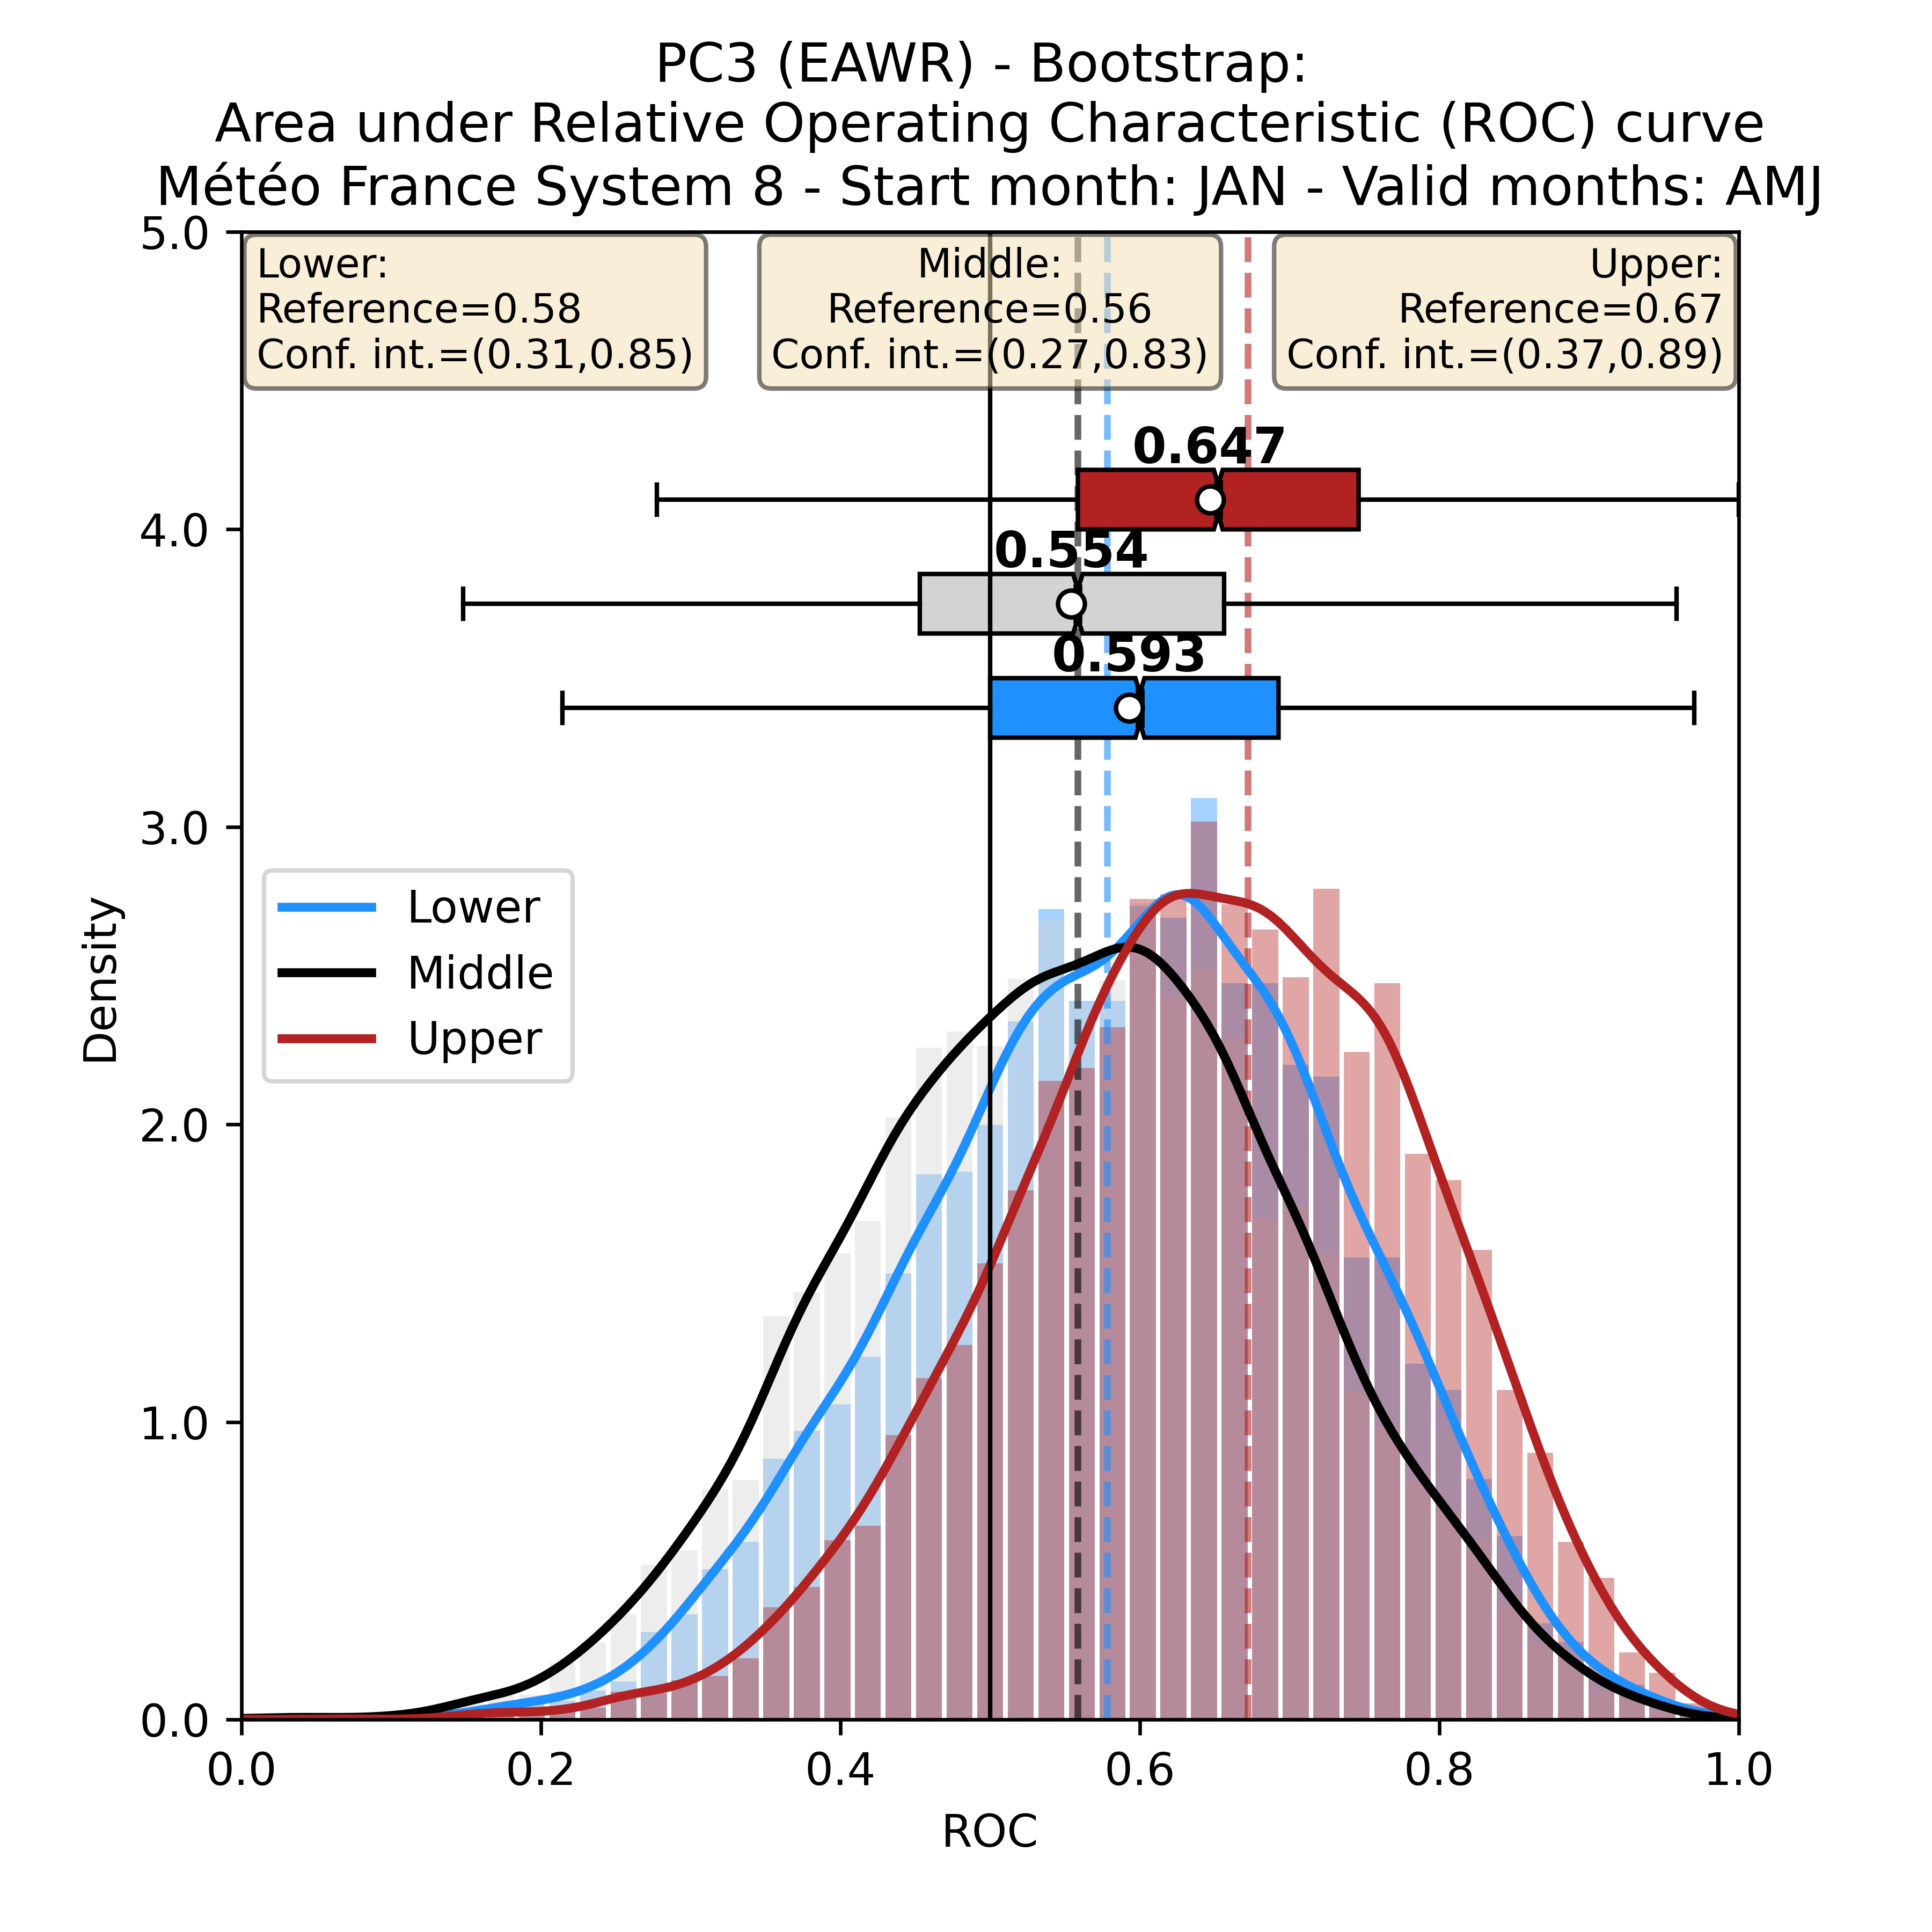 PC3 (EAWR) - Bootstrap:
Area under Relative Operating Characteristic (ROC) curve
Météo France System 8 - Start month: JAN - Valid months: AMJ
5.0
Lower:
Reference=0.58
Conf. int.=(0.31,0.85)
Middle:
Reference=0.56
Conf. int.=(0.27,0.83)
Upper:
Reference=0.67
Conf. int.=(0.37,0.89)
0.647
4.0
0.554
0.593
3.0
Lower
Middle
Upper
Density
2.0
1.0
0.0
0.0 0.2 0.4 0.6 0.8 1.0
ROC